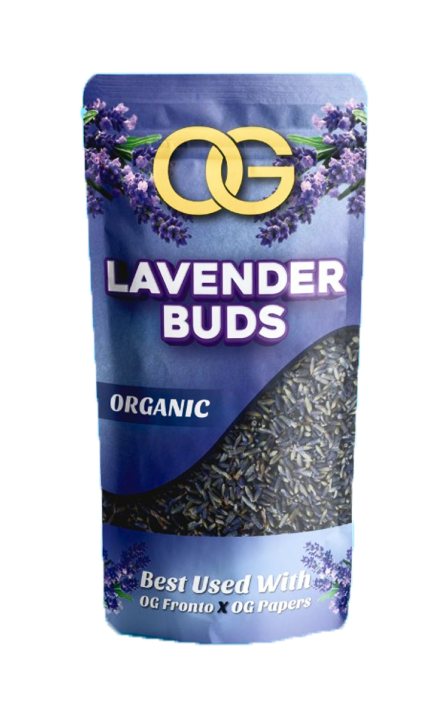 OG
LAVENDER
BUDS
ORGANIC
Best Used With
OG Fronto X OG Papers